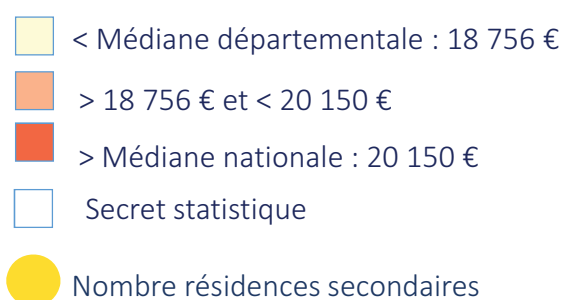 < Médiane départementale : 18 756 €
> 18 756 € et < 20 150 €
> Médiane nationale : 20 150 €
Secret statistique
Nombre résidences secondaires